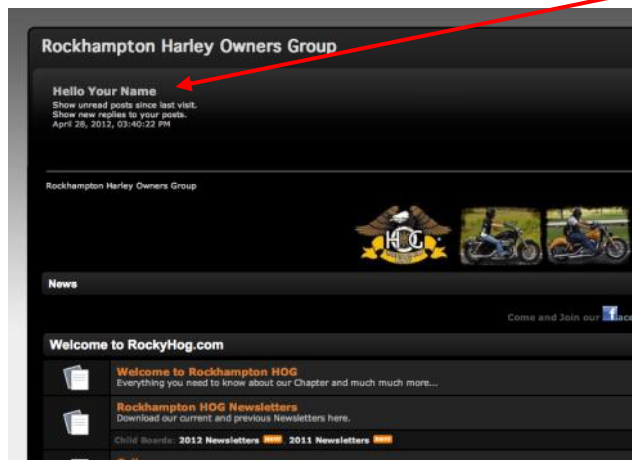 Rockhampton Harley Owners Group
Hello Your Name
Show unread posts since last visit.
Show new replies to your posts.
April 28, 2012, 03:40:22 PM
Rockhampton Harley Owners Group
HOG
News
Come and Join our
Welcome to RockyHog.com
Welcome to Rockhampton HOG
Everything you need to know about our Chapter and much much more...
Rockhampton HOG Newsletters
Download our current and previous Newsletters here.
Child Boards: 2012 Newsletters NEW, 2011 Newsletters NEW